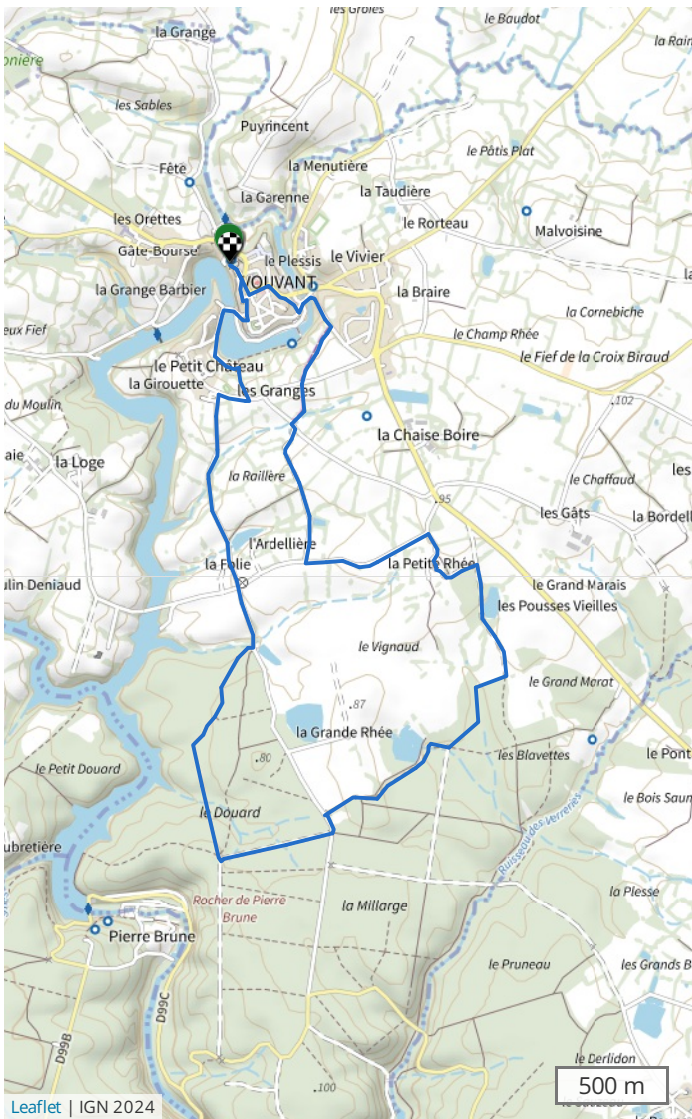 les Groies
le Baudot
la Grange
la Rain
onière
les Sables
Puyrincent
le Pâtis Plat
la Menutière
Fête
la Taudière
la Garenne
les Orettes
le Rorteau
Malvoisine
Gâte-Bourse
le Plessis
le Vivier
VOUVANT
la Grange Barbier
la Braire
la Cornebiche
eux Fief
le Champ Rhée
le Fief de la Croix Biraud
le Petit Château
la Girouette
les Granges
du Moulin
.102
la Chaise Boire
aie
la Loge
les
la Raillère
le Chaffaud
.95
les Gâts
la Bordell
l'Ardellière
la Folie
la Petite Rhée
ulin Deniaud
le Grand Marais
les Pousses Vieilles
le Vignaud
le Grand Marat
.87
la Grande Rhée
les Blavettes
le Pont
.80
le Petit Douard
le Bois Saun
le Douard
Ruisseau des Verreries
ubretière
la Plesse
Rocher de Pierre
Brune
la Millarge
Pierre Brune
le Pruneau
les Grands B
D99C
D99B
le Derlidon
.100
500 m
Leaflet | IGN 2024